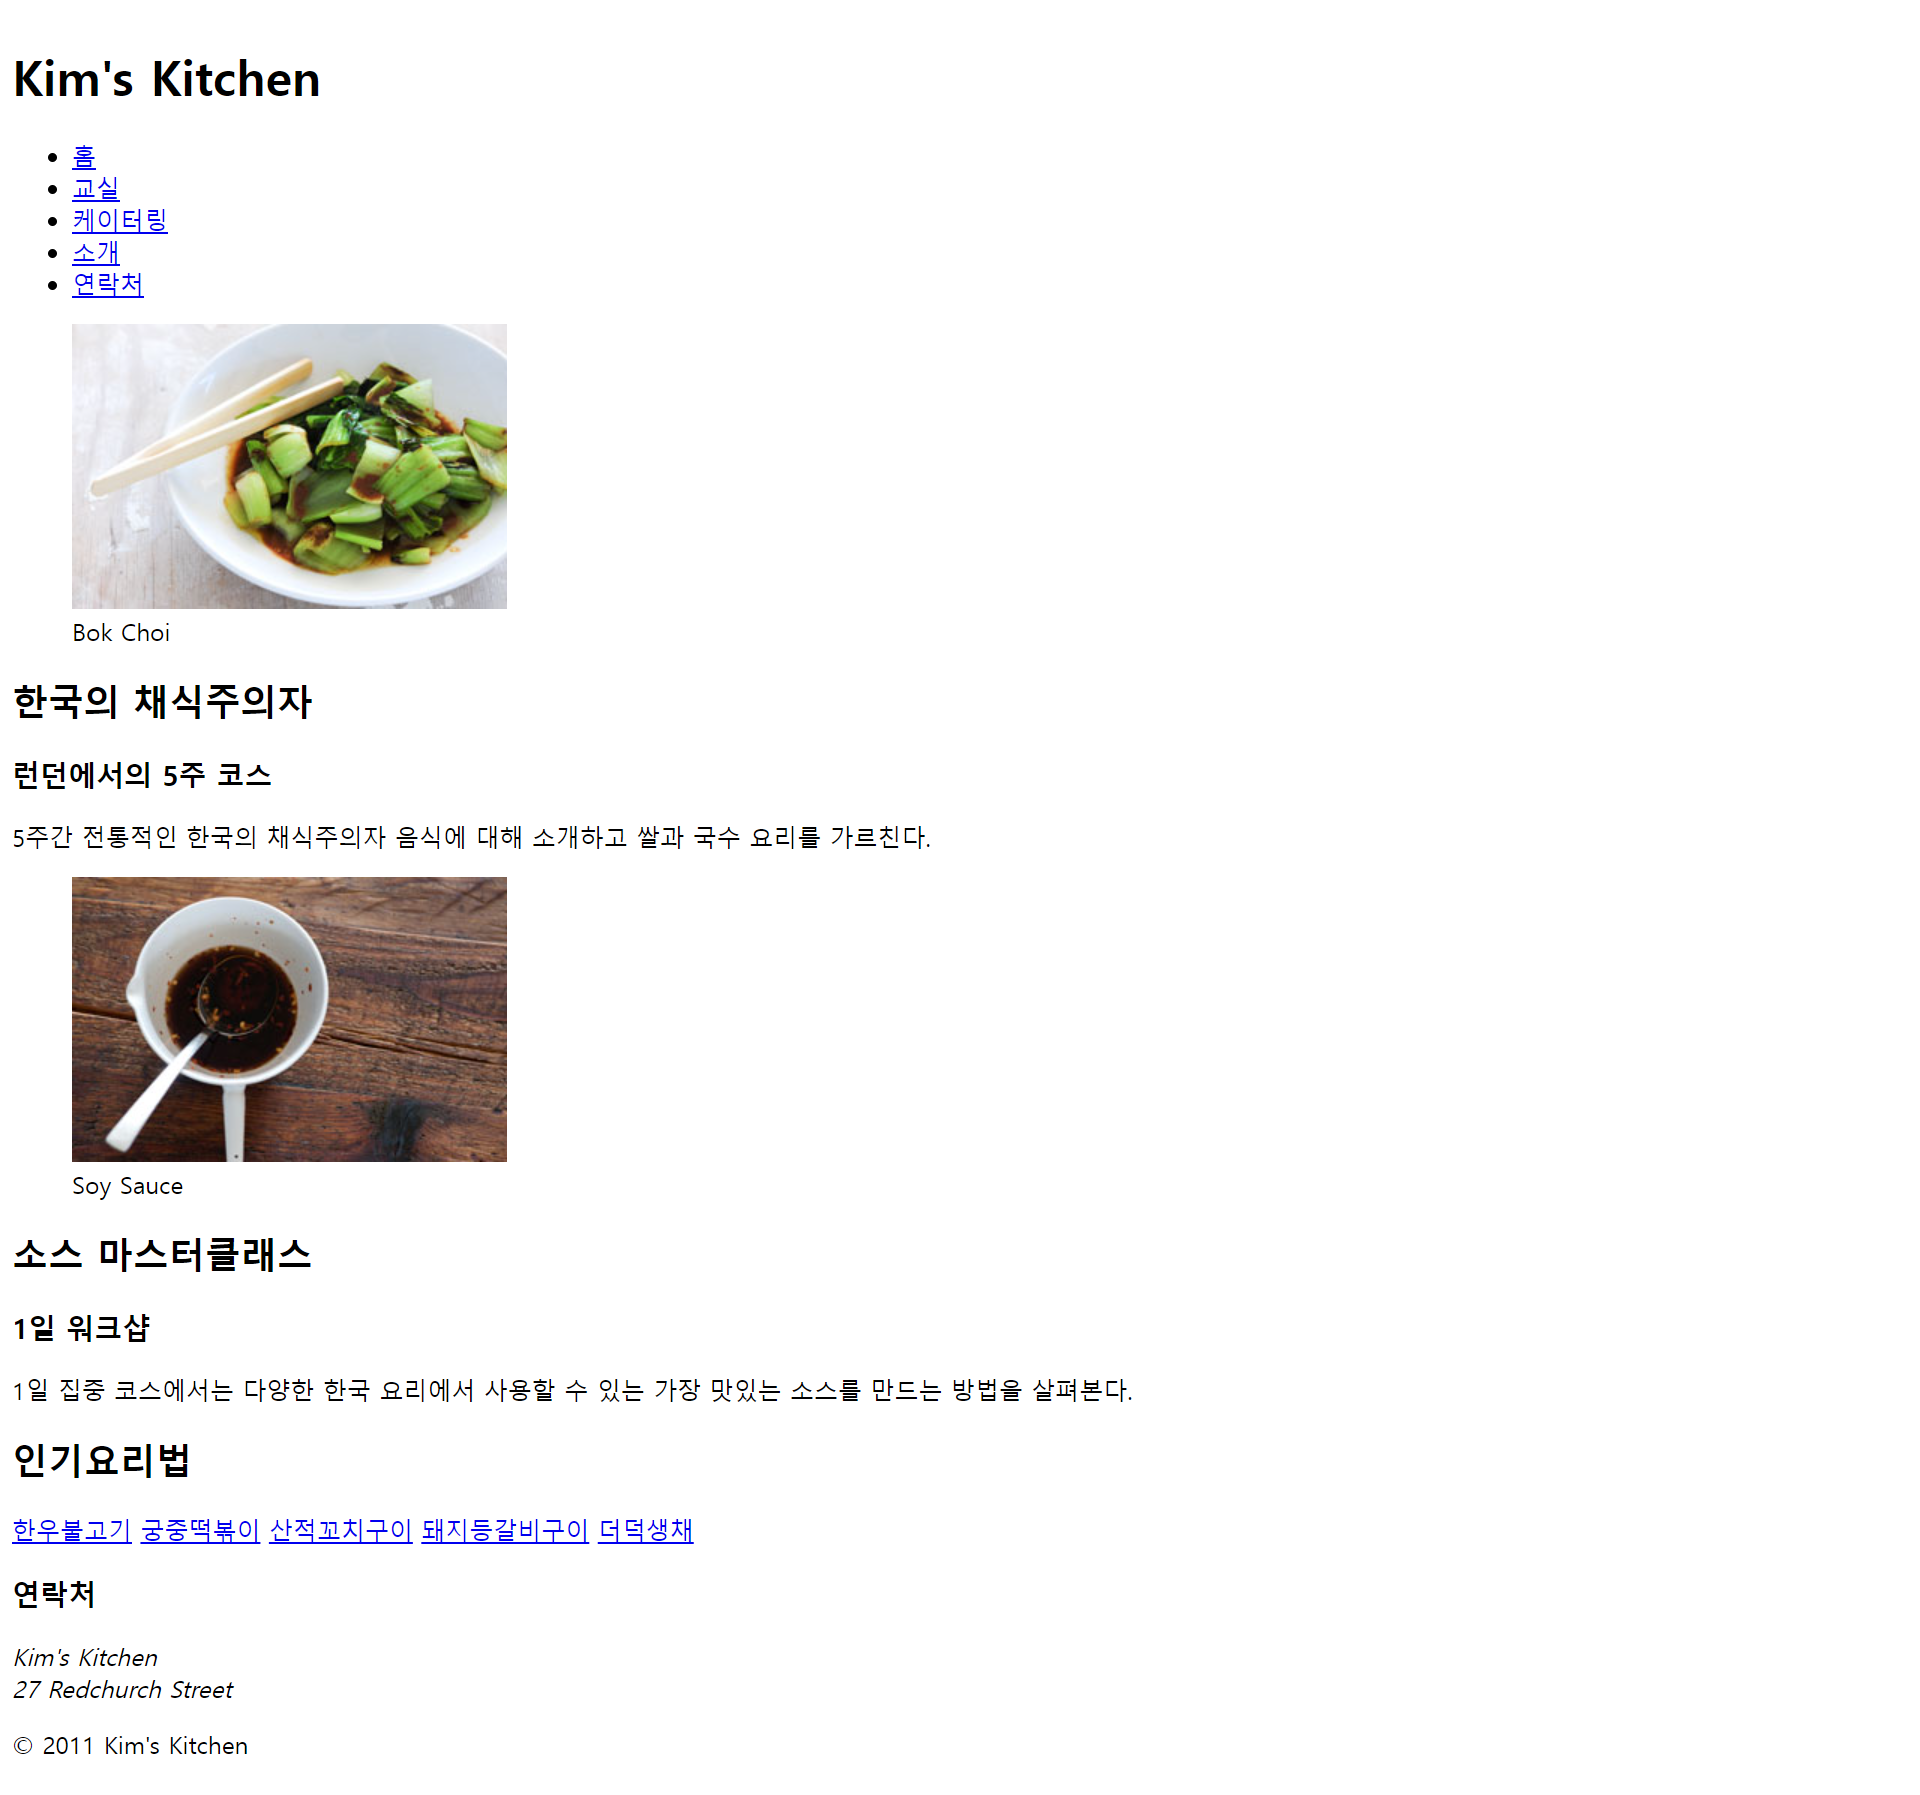 Kim's Kitchen
홈
교실
케이터링
소개
연락처
Bok Choi
한국의 채식주의자
런던에서의 5주 코스
5주간 전통적인 한국의 채식주의자 음식에 대해 소개하고 쌀과 국수 요리를 가르친다.
Soy Sauce
소스 마스터클래스
1일 워크샵
1일 집중 코스에서는 다양한 한국 요리에서 사용할 수 있는 가장 맛있는 소스를 만드는 방법을 살펴본다.
인기요리법
한우불고기 궁중떡볶이 산적꼬치구이 돼지등갈비구이 더덕생채
연락처
Kim's Kitchen
27 Redchurch Street
© 2011 Kim's Kitchen